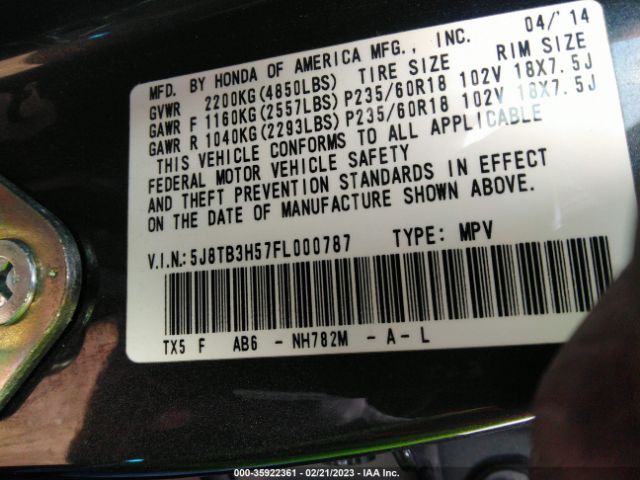 04/'14
MFD. BY HONDA OF AMERICA MFG., INC.
TIRE SIZE RIM SIZE
GVWR 2200KG(4850LBS)
GAWR F 1160KG(2557LBS) P235/60R18 102V 18X7.5J
GAWR R 1040KG(2293LBS) P235/60R18 102V 18X7.5J
THIS VEHICLE CONFORMS TO ALL APPLICABLE
FEDERAL MOTOR VEHICLE SAFETY
AND THEFT PREVENTION STANDARDS IN EFFECT
ON THE DATE OF MANUFACTURE SHOWN ABOVE.
V.I.N.:5J8TB3H57FL000787 TYPE: MPV
TX5 F AB6 -NH782M -A-L
000-35922361 - 02/21/2023 - IAA Inc.